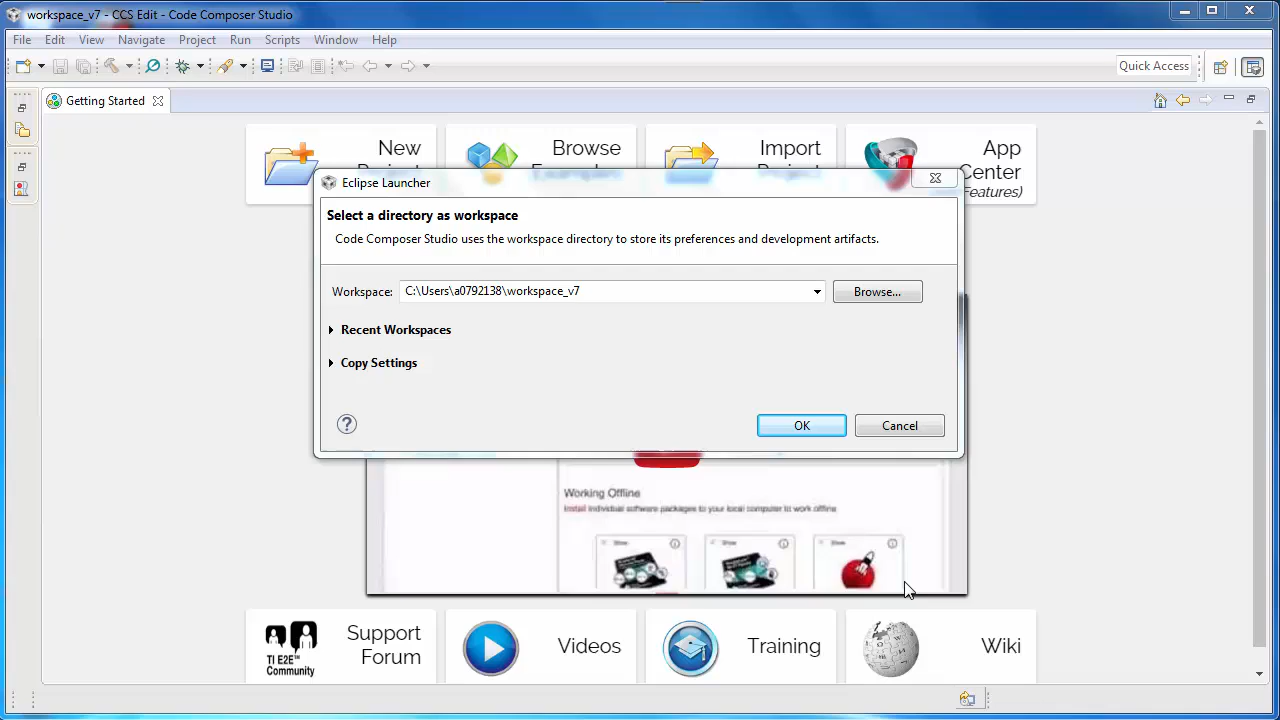 workspace_v7 - CCS Edit - Code Composer Studio
File Edit View Navigate Project Run Scripts Window Help
Quick Access
Getting Started
New
Project
Browse
Examples
Import
Project
App
Center
Features)
Eclipse Launcher
Select a directory as workspace
Code Composer Studio uses the workspace directory to store its preferences and development artifacts.
Workspace: C:\Users\a0792138\workspace_v7 Browse...
Recent Workspaces
Copy Settings
? OK Cancel
Working Offline
Install individual software packages to your local computer to work offline
Support
Forum
TI E2E™
Community
Videos
Training
Wiki